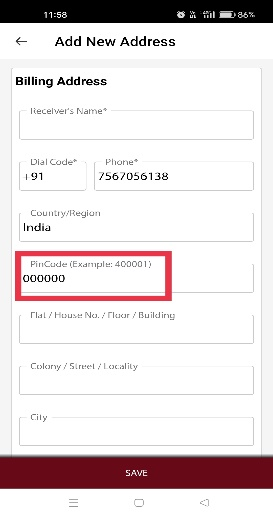 11:58
86%
Add New Address
Billing Address
Receiver's Name*
Dial Code*
Phone*
+91
7567056138
Country/Region
India
PinCode (Example: 400001)
000000
Flat / House No. / Floor / Building
Colony / Street / Locality
City
SAVE